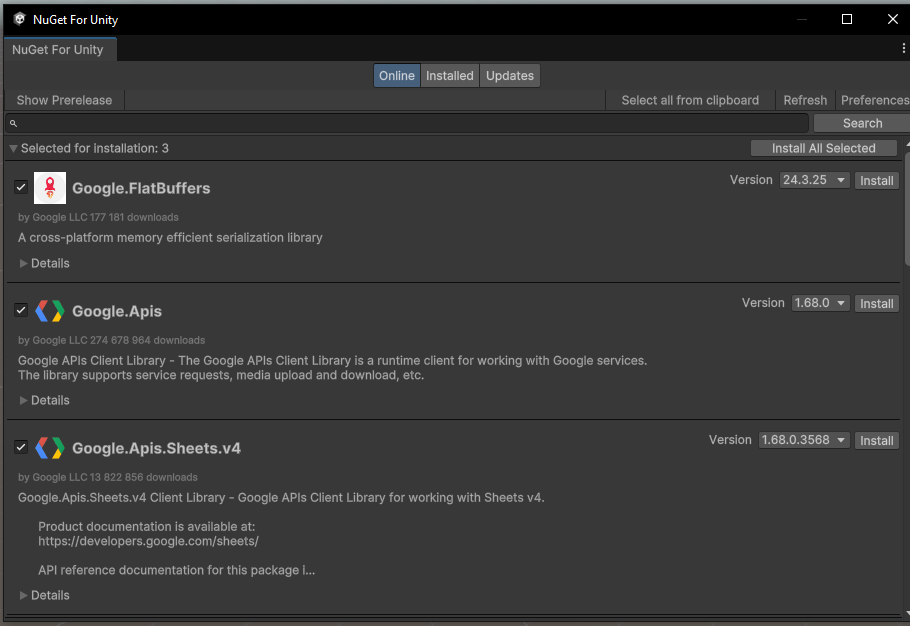 NuGet For Unity
NuGet For Unity
Online Installed Updates
Show Prerelease Select all from clipboard Refresh Preferences
Search
Selected for installation: 3 Install All Selected
Google.FlatBuffers Version 24.3.25 Install
by Google LLC 177 181 downloads
A cross-platform memory efficient serialization library
Details
Google.Apis Version 1.68.0 Install
by Google LLC 274 678 964 downloads
Google APIs Client Library - The Google APIs Client Library is a runtime client for working with Google services.
The library supports service requests, media upload and download, etc.
Details
Google.Apis.Sheets.v4 Version 1.68.0.3568 Install
by Google LLC 13 822 856 downloads
Google.Apis.Sheets.v4 Client Library - Google APIs Client Library for working with Sheets v4.
Product documentation is available at:
https://developers.google.com/sheets/
API reference documentation for this package i...
Details